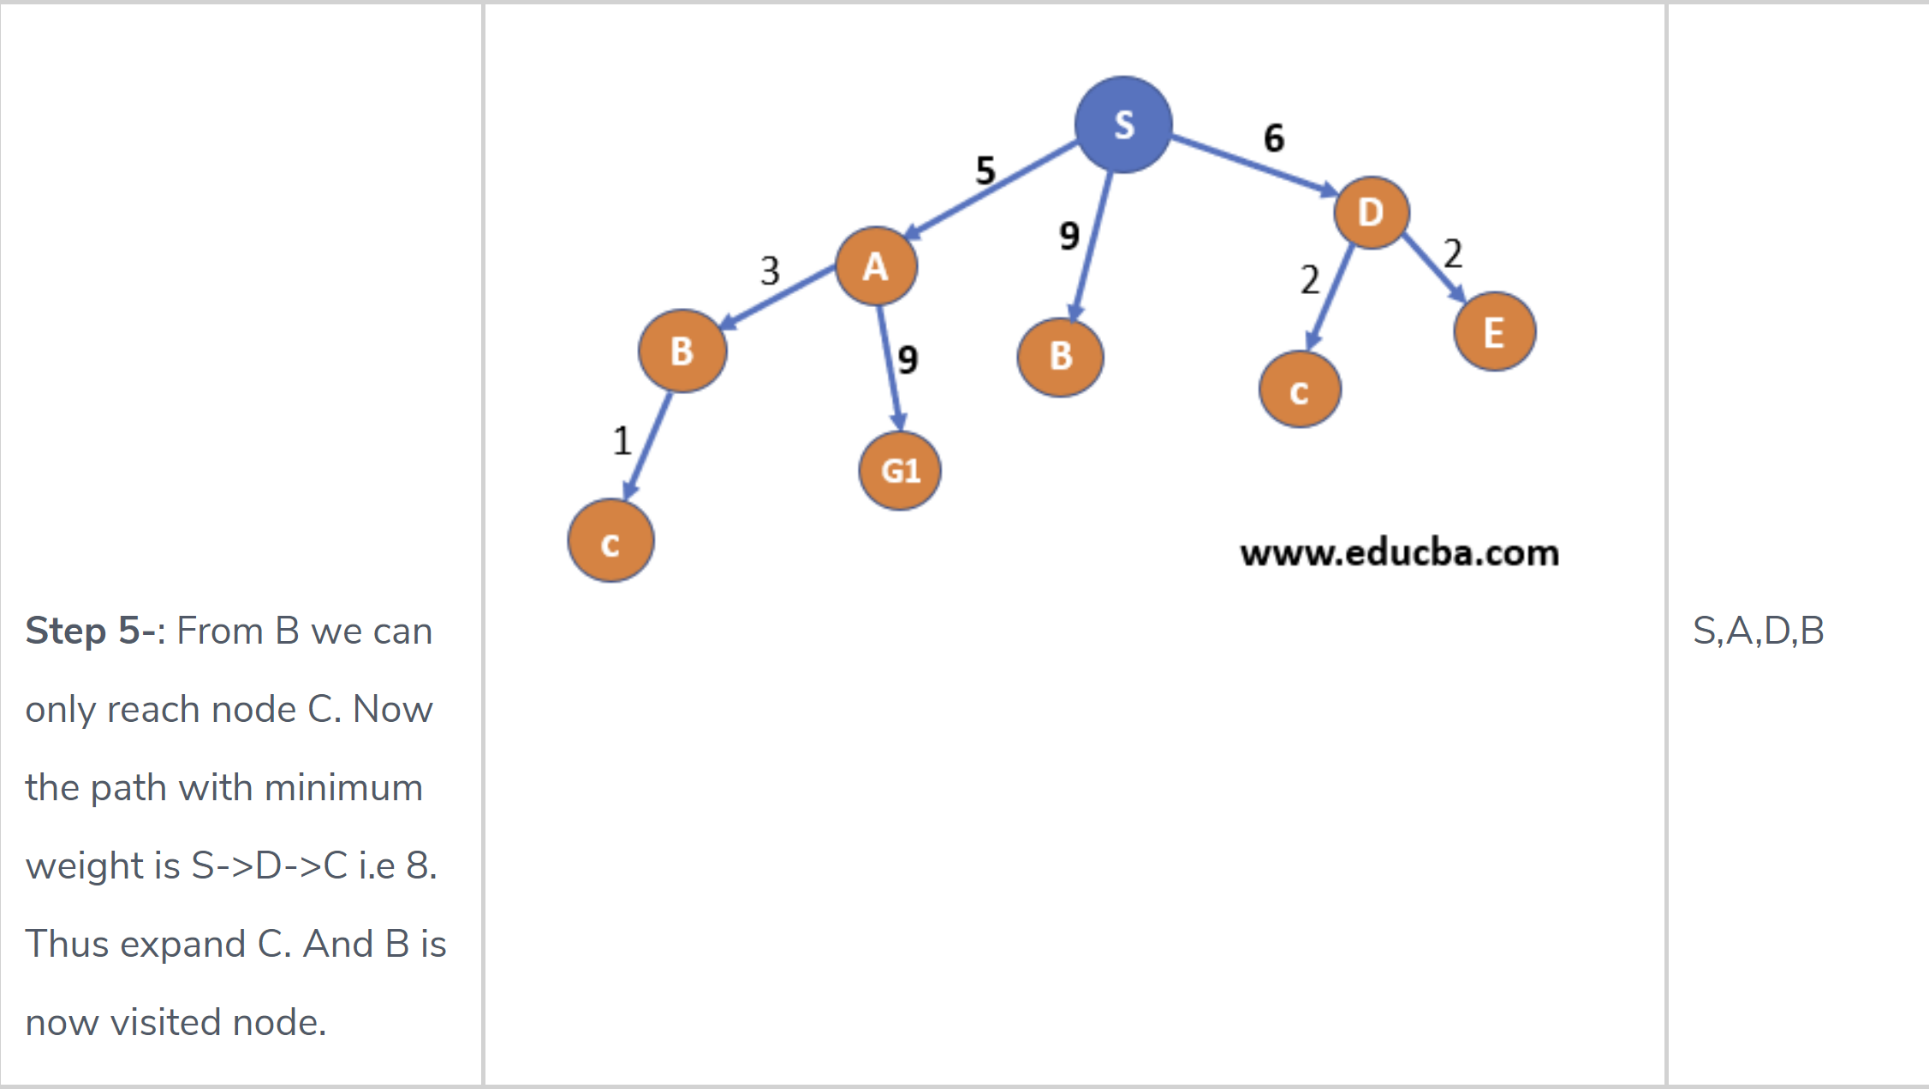 S
6
5
D
9
2
A
3
2
E
B
9
B
c
1
G1
c
www.educba.com
Step 5-: From B we can
only reach node C. Now
the path with minimum
weight is S->D->C i.e 8.
Thus expand C. And B is
now visited node.
S,A,D,B